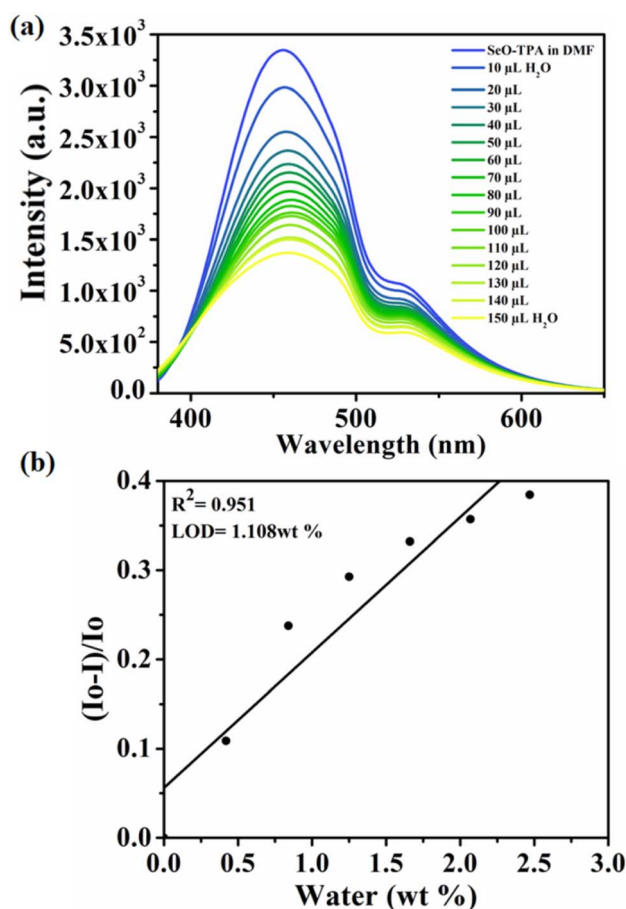 (a)
3.5x10³
3.0x10³
2.5x10³
2.0x10³
1.5x10³
1.0x10³
5.0x10²
0.0
Intensity (a.u.)
SeO-TPA in DMF
10 µL H₂O
20 µL
30 µL
40 µL
50 µL
60 µL
70 µL
80 µL
90 µL
100 µL
110 µL
120 µL
130 µL
140 µL
150 µL H₂O
400 500 600
Wavelength (nm)
(b)
R²= 0.951
LOD= 1.108wt %
0.4
0.3
0.2
0.1
0.0
(Io-I)/Io
0.0 0.5 1.0 1.5 2.0 2.5 3.0
Water (wt %)